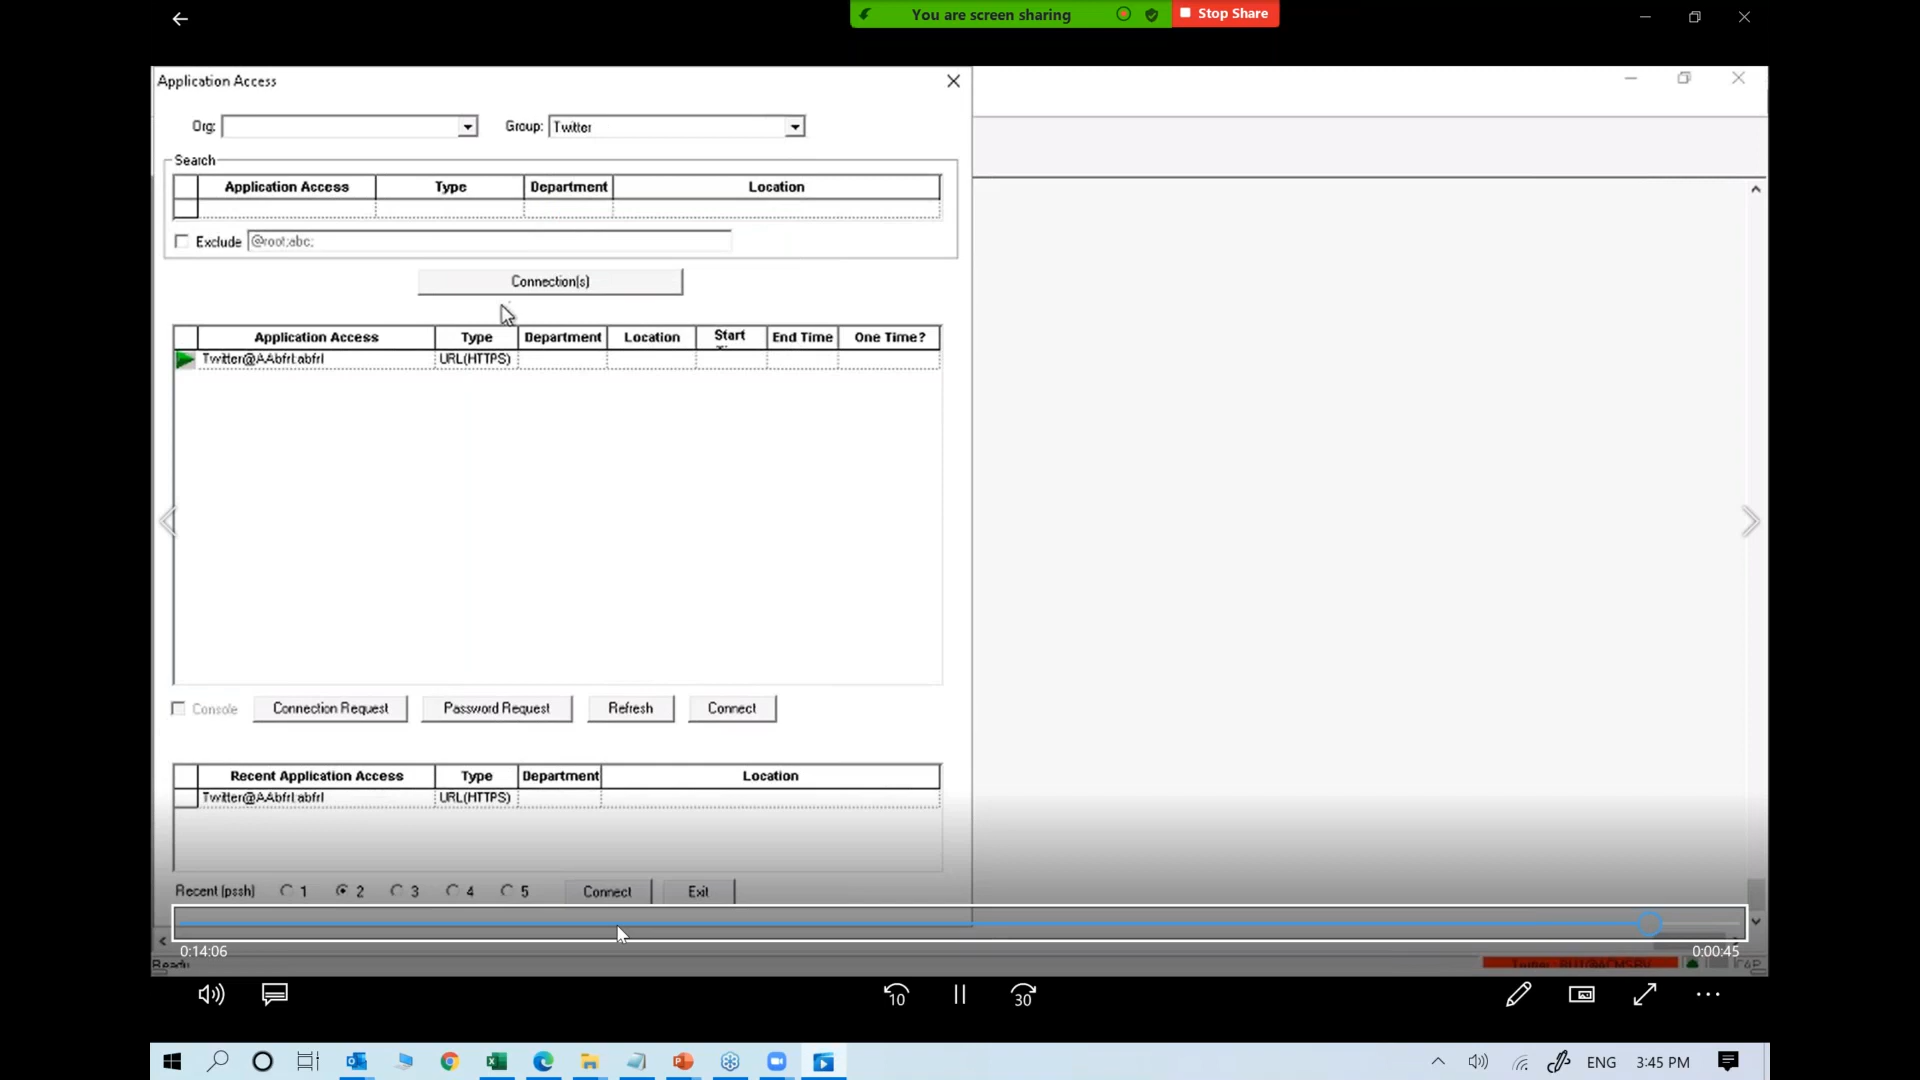 You are screen sharing Stop Share
Application Access
Org: Group: Twitter
Search
Application Access Type Department Location
Exclude @root;abc;
Connection(s)
Application Access Type Department Location Start End Time One Time?
Twitter@AAbfrl:abfrl URL(HTTPS)
Console Connection Request Password Request Refresh Connect
Recent Application Access Type Department Location
Twitter@AAbfrl:abfrl URL(HTTPS)
Recent (pssh) 1 2 3 4 5 Connect Exit
0:14:06 0:00:45
Ready
10 30
ENG 3:45 PM